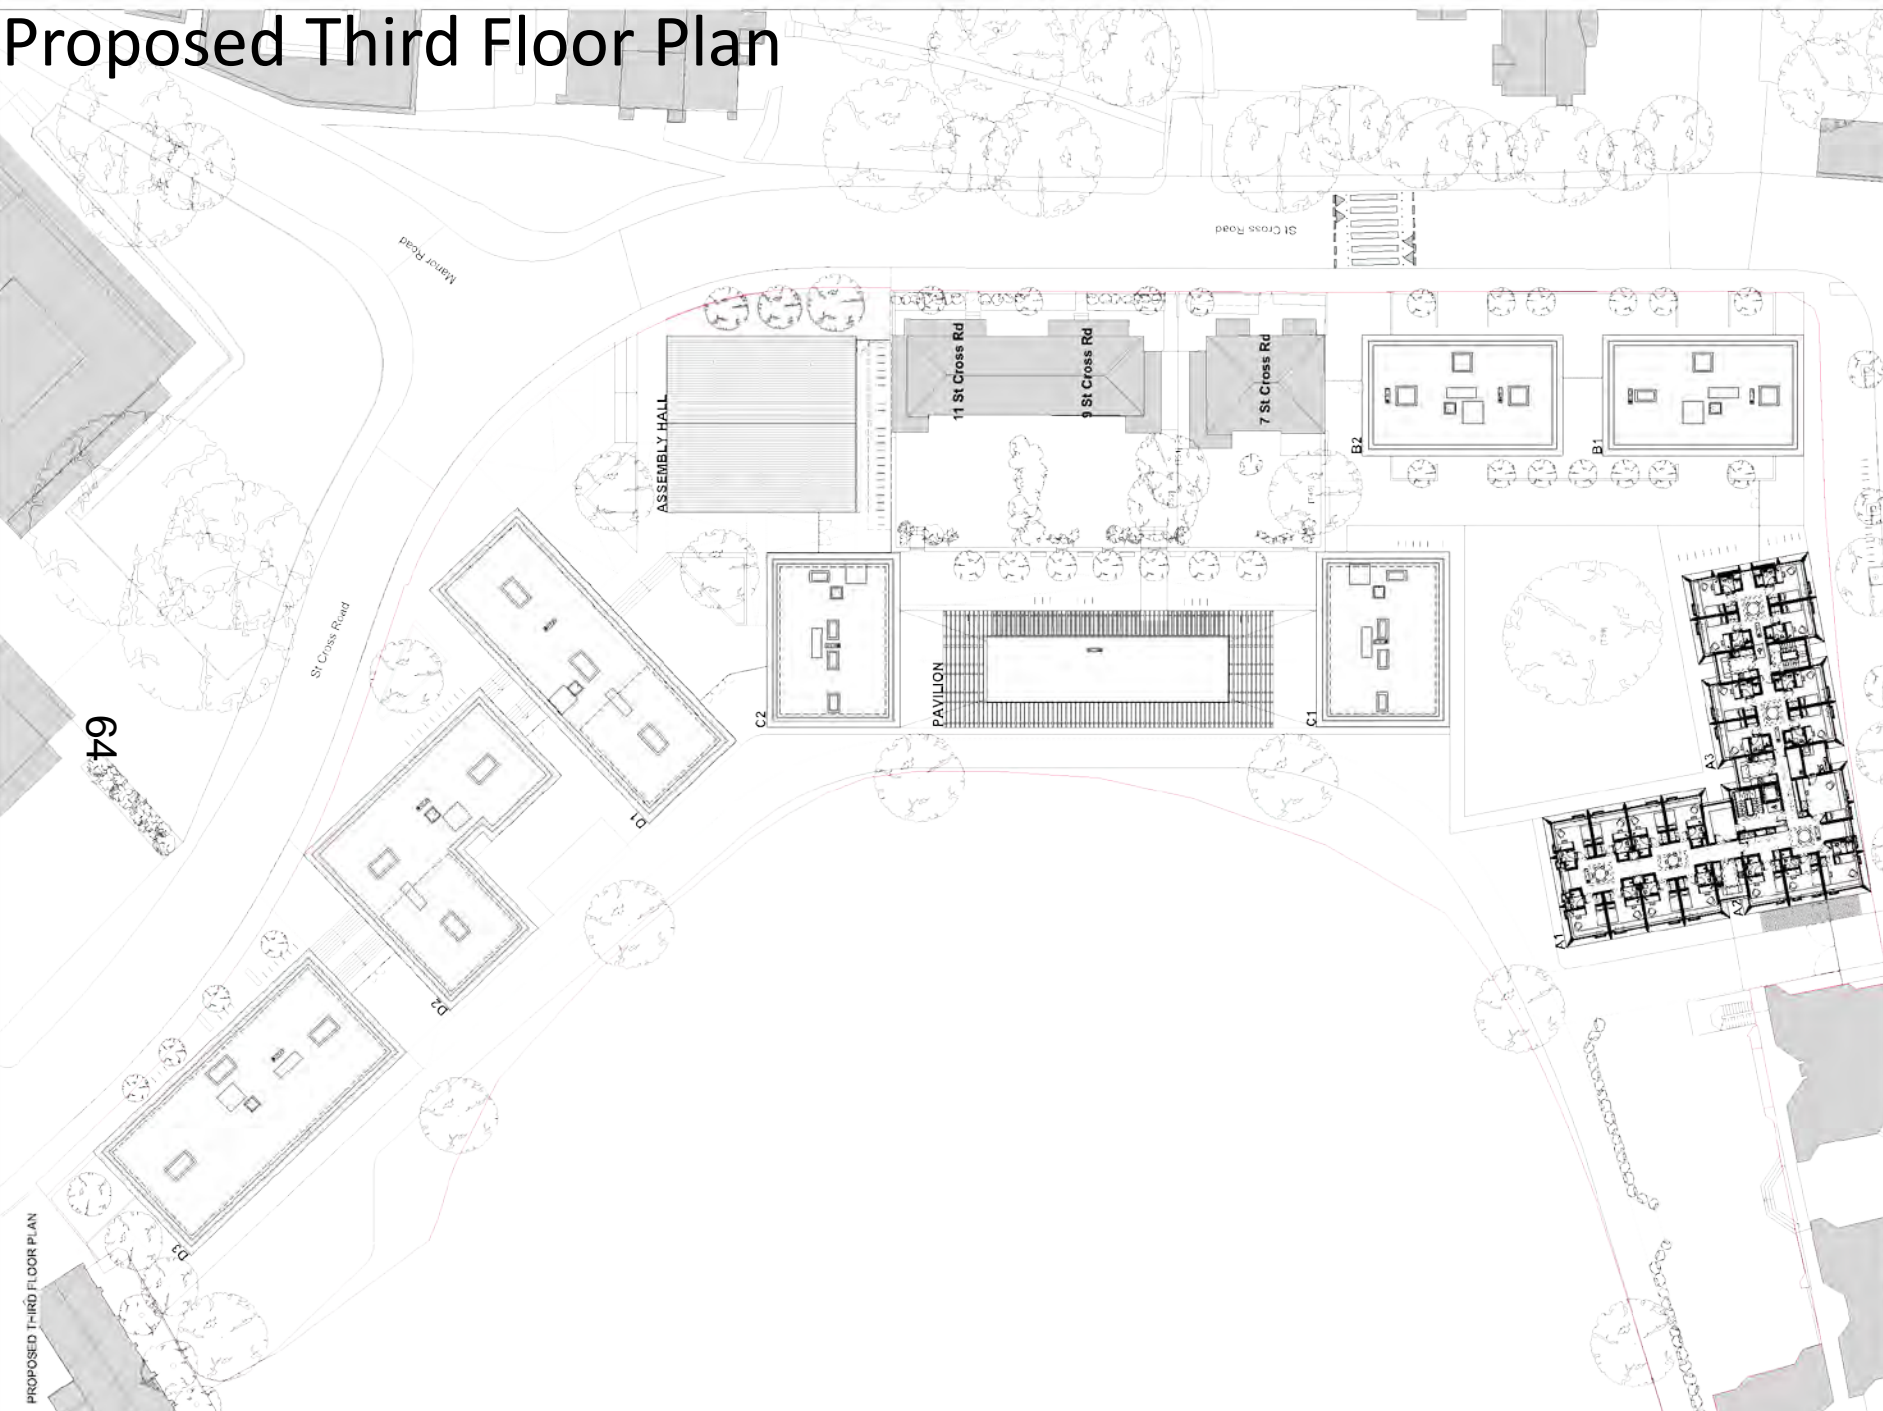 Proposed Third Floor Plan
Manor Road
St Cross Road
St Cross Road
ASSEMBLY HALL
11 St Cross Rd
9 St Cross Rd
7 St Cross Rd
B2
B1
C2
PAVILION
C1
A3
A2
A1
D1
D2
D3
64
PROPOSED THIRD FLOOR PLAN